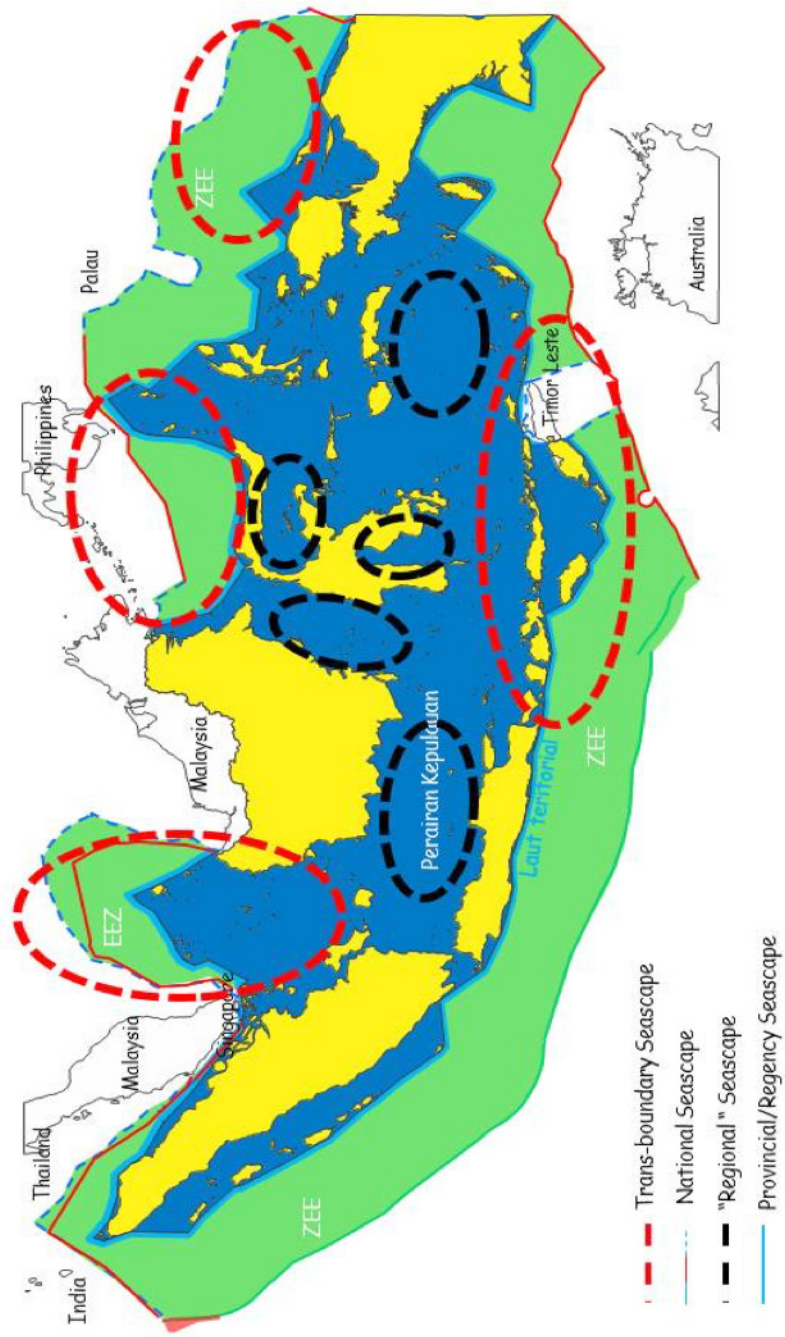 India
Thailand
Malaysia
Singapore
Malaysia
Philippines
Palau
EEZ
ZEE
ZEE
ZEE
Perairan Kepulauan
Laut teritorial
Timor Leste
Australia
Trans-boundary Seascape
National Seascape
"Regional" Seascape
Provincial/Regency Seascape